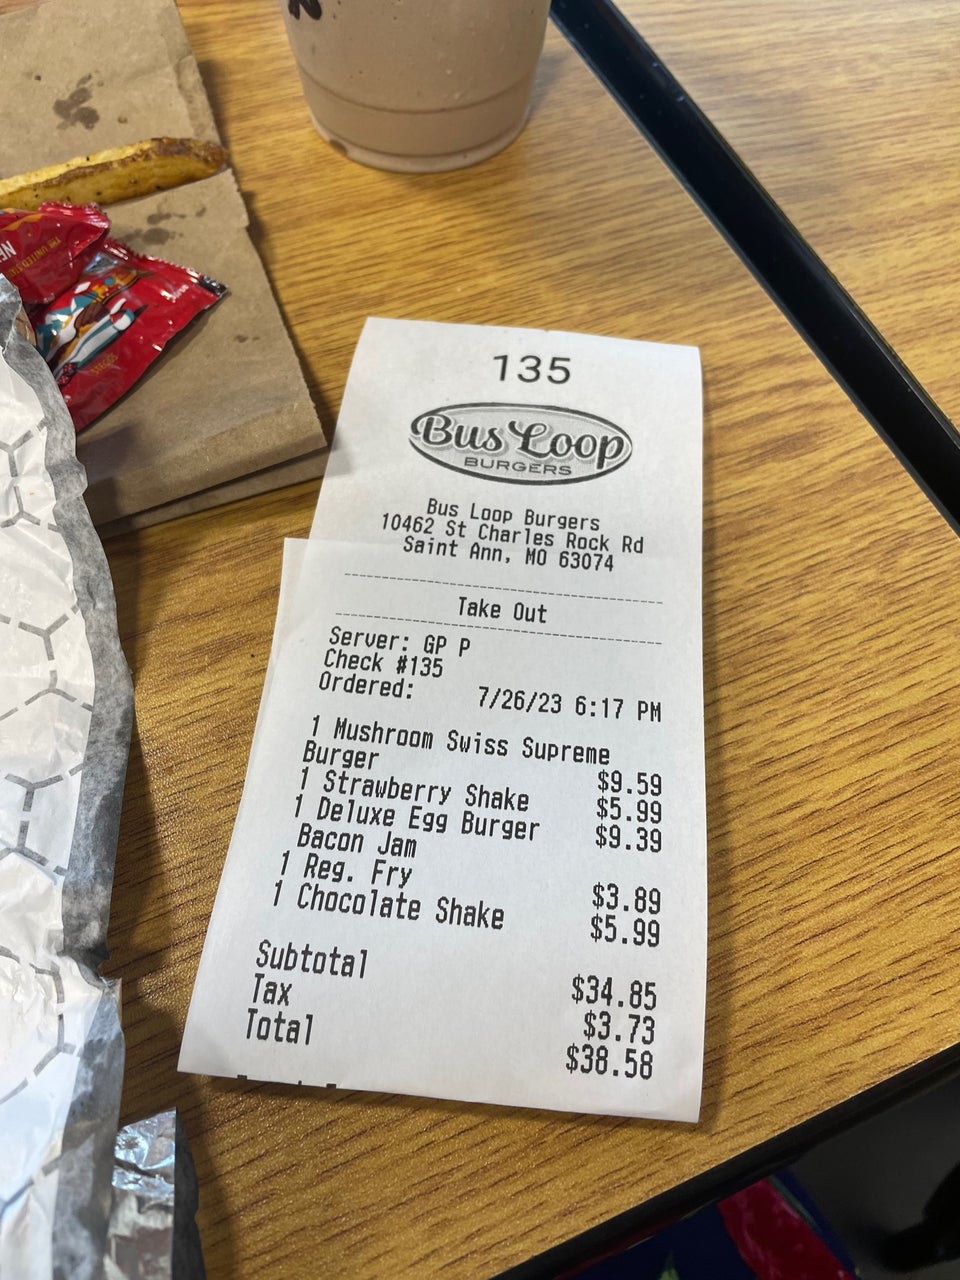 135
Bus Loop
BURGERS
Bus Loop Burgers
10462 St Charles Rock Rd
Saint Ann, MO 63074
Take Out
Server: GP P
Check #135
Ordered: 7/26/23 6:17 PM
1 Mushroom Swiss Supreme
Burger $9.59
1 Strawberry Shake $5.99
1 Deluxe Egg Burger $9.39
Bacon Jam
1 Reg. Fry $3.89
1 Chocolate Shake $5.99
Subtotal $34.85
Tax $3.73
Total $38.58